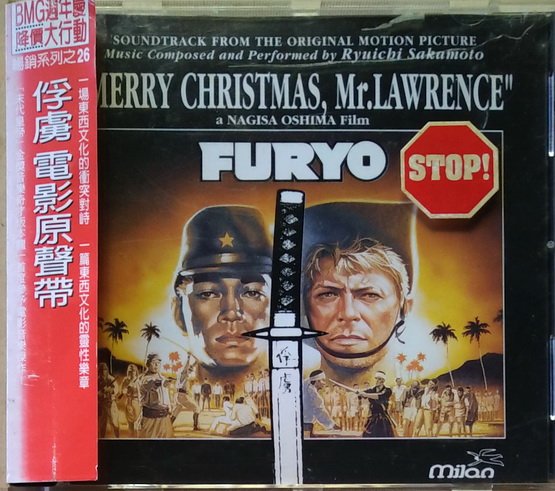 BMG週年慶
降價大行動
暢銷系列之26
俘虜 電影原聲帶
一場東西文化的衝突對詩 一篇東西文化的靈性樂章
SOUNDTRACK FROM THE ORIGINAL MOTION PICTURE
Music Composed and Performed by Ryuichi Sakamoto
MERRY CHRISTMAS, Mr.LAWRENCE"
a NAGISA OSHIMA Film
FURYO
STOP!
俘虜
milan